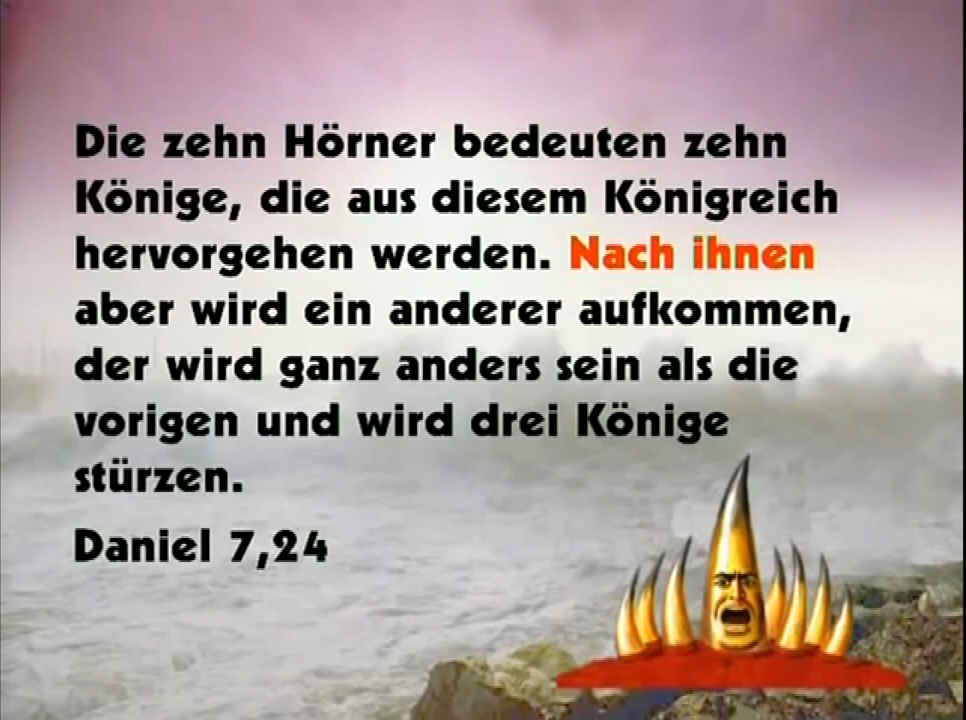 Die zehn Hörner bedeuten zehn
Könige, die aus diesem Königreich
hervorgehen werden. Nach ihnen
aber wird ein anderer aufkommen,
der wird ganz anders sein als die
vorigen und wird drei Könige
stürzen.
Daniel 7,24